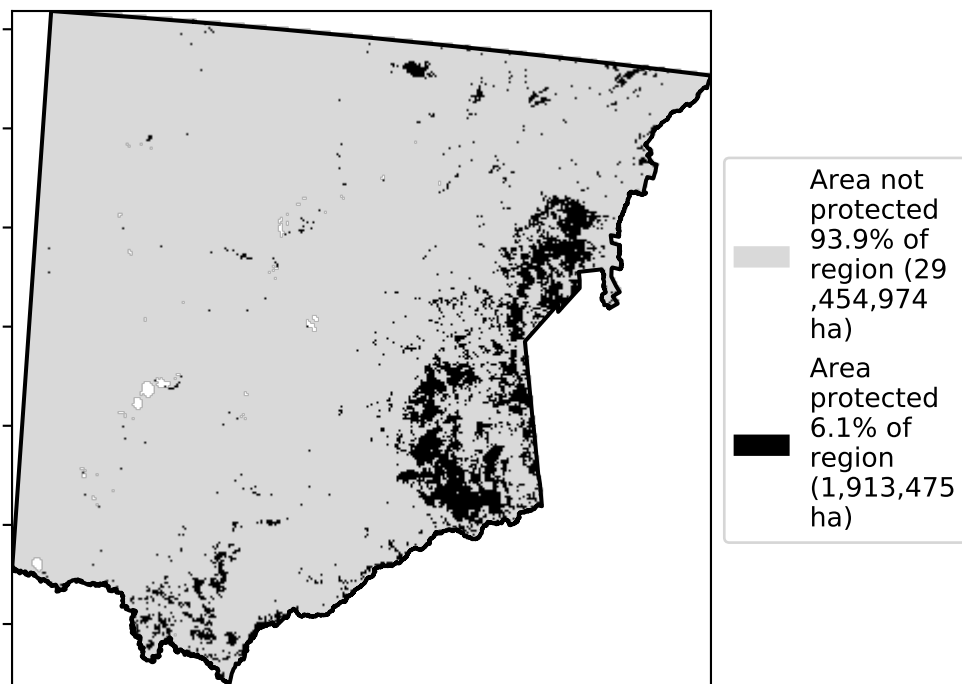 Area not
protected
93.9% of
region (29
,454,974
ha)
Area
protected
6.1% of
region
(1,913,475
ha)